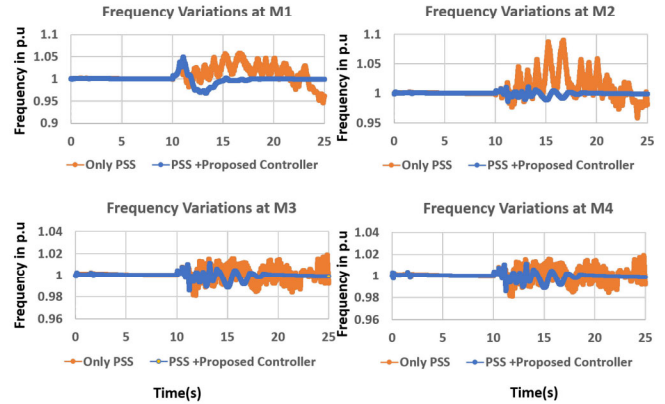 Frequency Variations at M1
Frequency in p.u
1.1
1.05
1
0.95
0.9
0 5 10 15 20 25
Only PSS PSS +Proposed Controller
Frequency Variations at M2
Frequency in p.u
1.1
1.05
1
0.95
0 5 10 15 20 25
Only PSS PSS +Proposed Controller
Frequency Variations at M3
Frequency in p.u
1.04
1.02
1
0.98
0.96
0 5 10 15 20 25
Only PSS PSS +Proposed Controller
Time(s)
Frequency Variations at M4
Frequency in p.u
1.04
1.02
1
0.98
0.96
0 5 10 15 20 25
Only PSS PSS +Proposed Controller
Time(s)